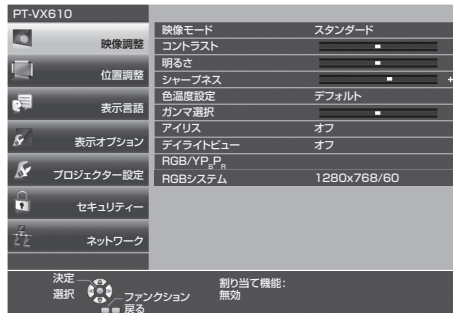 PT-VX610
映像調整
位置調整
表示言語
表示オプション
プロジェクター設定
セキュリティー
ネットワーク
映像モード スタンダード
コントラスト
明るさ
シャープネス +
色温度設定 デフォルト
ガンマ選択
アイリス オフ
デイライトビュー オフ
RGB/YPBPR
RGBシステム 1280x768/60
決定
選択
ファンクション
戻る
割り当て機能:
無効